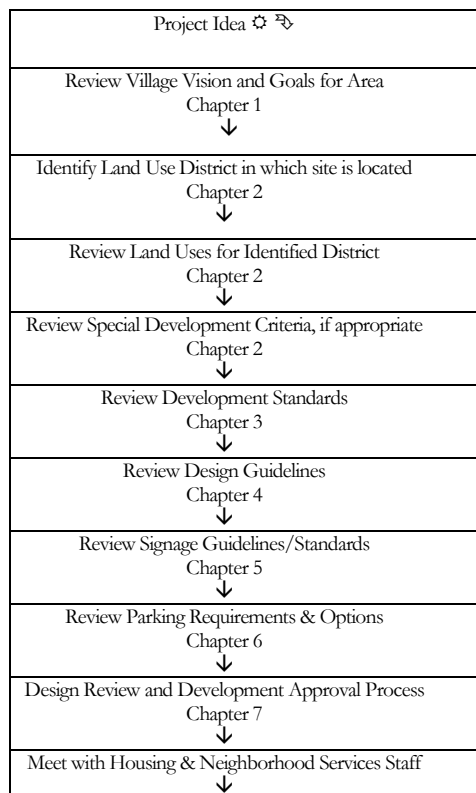 Project Idea ☼ ⮷
Review Village Vision and Goals for Area
Chapter 1
↓
Identify Land Use District in which site is located
Chapter 2
↓
Review Land Uses for Identified District
Chapter 2
↓
Review Special Development Criteria, if appropriate
Chapter 2
↓
Review Development Standards
Chapter 3
↓
Review Design Guidelines
Chapter 4
↓
Review Signage Guidelines/Standards
Chapter 5
↓
Review Parking Requirements & Options
Chapter 6
↓
Design Review and Development Approval Process
Chapter 7
↓
Meet with Housing & Neighborhood Services Staff
↓